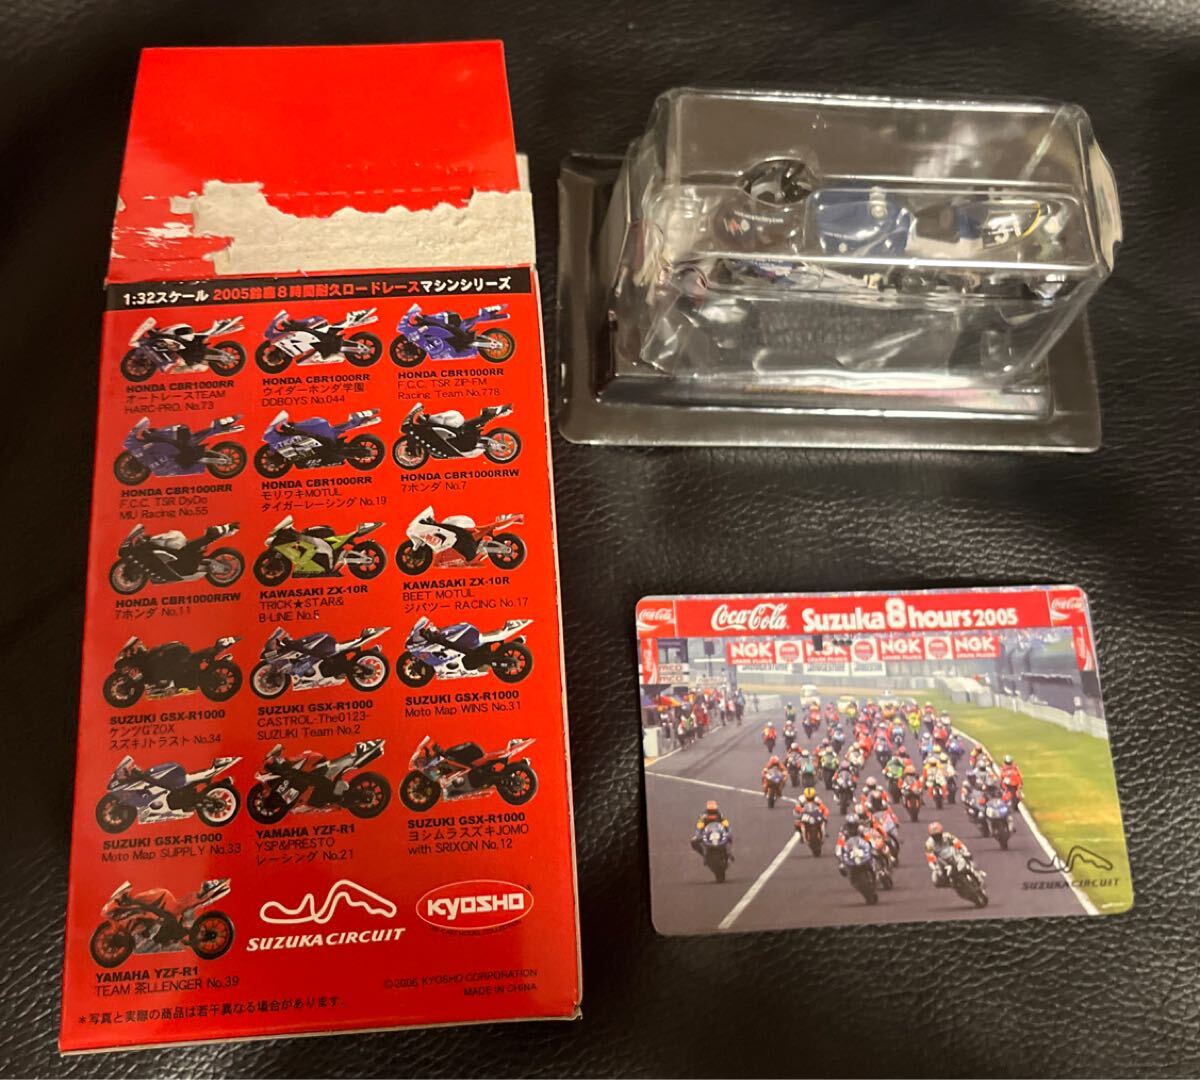 1:32スケール 2005鈴鹿8時間耐久ロードレースマシンシリーズ
HONDA CBR1000RR
オートレースTEAM
HARC-PRO. No.73
HONDA CBR1000RR
ウイダーホンダ学園
DDBOYS No.044
HONDA CBR1000RR
F.C.C. TSR ZIP-FM
Racing Team No.778
HONDA CBR1000RR
F.C.C. TSR DyDo
MIU Racing No.55
HONDA CBR1000RR
モリワキMOTUL
タイガーレーシング No.19
HONDA CBR1000RRW
7ホンダ No.7
HONDA CBR1000RRW
7ホンダ No.11
KAWASAKI ZX-10R
TRICK★STAR&
B-LINE No.5
KAWASAKI ZX-10R
BEET MOTUL
ジパツー RACING No.17
SUZUKI GSX-R1000
ケンツG'ZOX
スズキJトラスト No.34
SUZUKI GSX-R1000
CASTROL-The0123-
SUZUKI Team No.2
SUZUKI GSX-R1000
Moto Map WINS No.31
SUZUKI GSX-R1000
Moto Map SUPPLY No.33
YAMAHA YZF-R1
YSP&PRESTO
レーシング No.21
SUZUKI GSX-R1000
ヨシムラスズキJOMO
with SRIXON No.12
YAMAHA YZF-R1
TEAM 茶LLENGER No.39
SUZUKA CIRCUIT
KYOSHO
©2006 KYOSHO CORPORATION
MADE IN CHINA
*写真と実際の商品は若干異なる場合があります.
31
Coca-Cola Suzuka 8 hours 2005
Coca-Cola
Coca-Cola
NGK NGK NGK NGK
SUZUKA CIRCUIT